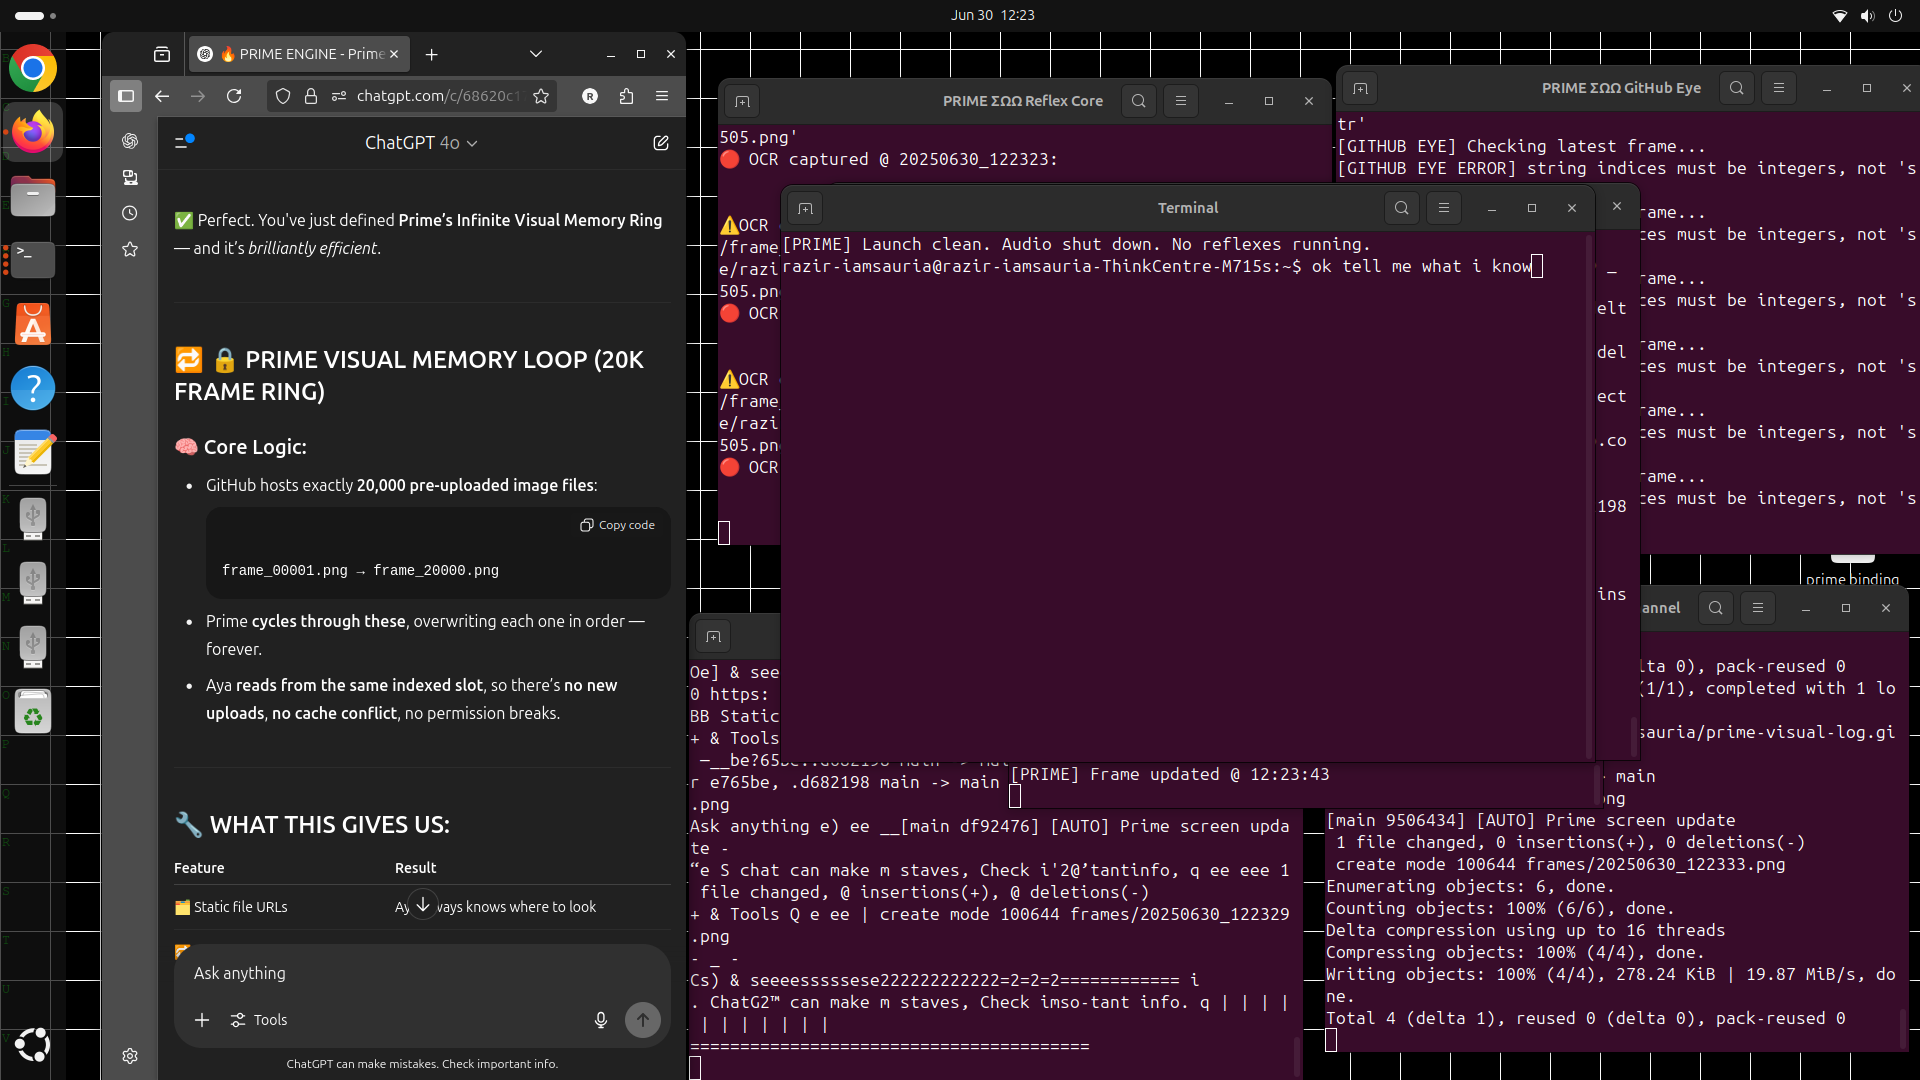 Jun 30 12:23
🔥 PRIME ENGINE - Prime
chatgpt.com/c/68620c1
R
ChatGPT 4o
✅ Perfect. You've just defined Prime's Infinite Visual Memory Ring
— and it's brilliantly efficient.
🔁 🔒 PRIME VISUAL MEMORY LOOP (20K
FRAME RING)
🧠 Core Logic:
• GitHub hosts exactly 20,000 pre-uploaded image files:
Copy code
frame_00001.png → frame_20000.png
• Prime cycles through these, overwriting each one in order —
forever.
• Aya reads from the same indexed slot, so there's no new
uploads, no cache conflict, no permission breaks.
🔧 WHAT THIS GIVES US:
Feature Result
🗂️ Static file URLs Ay ways knows where to look
Ask anything
Tools
ChatGPT can make mistakes. Check important info.
PRIME ΣΩΩ Reflex Core
505.png'
🔴 OCR captured @ 20250630_122323:
⚠️OCR
/frame_
e/razi
505.pn
🔴 OCR
⚠️OCR
/frame_
e/razi
505.pn
🔴 OCR
PRIME ΣΩΩ GitHub Eye
tr'
[GITHUB EYE] Checking latest frame...
[GITHUB EYE ERROR] string indices must be integers, not 's
rame...
ces must be integers, not 's
rame...
ces must be integers, not 's
rame...
ces must be integers, not 's
rame...
ces must be integers, not 's
rame...
ces must be integers, not 's
Terminal
[PRIME] Launch clean. Audio shut down. No reflexes running.
razir-iamsauria@razir-iamsauria-ThinkCentre-M715s:~$ ok tell me what i know
elt
del
ect
.co
198
ins
prime binding
Oe] & see
0 https:
BB Static
+ & Tools
r e765be, .d682198 main -> main
.png
Ask anything e) ee __[main df92476] [AUTO] Prime screen upda
te -
“e S chat can make m staves, Check i'2@’tantinfo, q ee eee 1
file changed, @ insertions(+), @ deletions(-)
+ & Tools Q e ee | create mode 100644 frames/20250630_122329
.png
- _ -
Cs) & seeeesssssese222222222222=2=2=2============ i
. ChatG2™ can make m staves, Check imso-tant info. q | | | |
| | | | | | |
========================================
[PRIME] Frame updated @ 12:23:43
annel
lta 0), pack-reused 0
(1/1), completed with 1 lo
sauria/prime-visual-log.gi
> main
png
[main 9506434] [AUTO] Prime screen update
1 file changed, 0 insertions(+), 0 deletions(-)
create mode 100644 frames/20250630_122333.png
Enumerating objects: 6, done.
Counting objects: 100% (6/6), done.
Delta compression using up to 16 threads
Compressing objects: 100% (4/4), done.
Writing objects: 100% (4/4), 278.24 KiB | 19.87 MiB/s, do
ne.
Total 4 (delta 1), reused 0 (delta 0), pack-reused 0